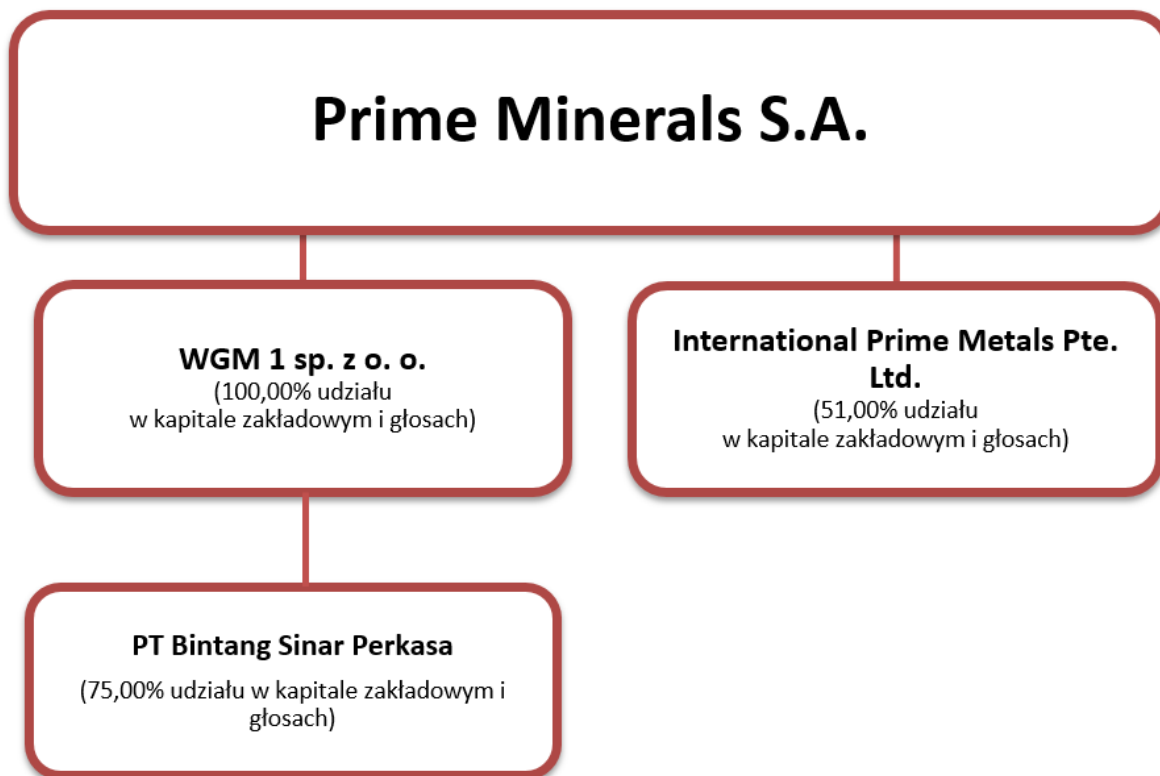 Prime Minerals S.A.
WGM 1 sp. z o. o.
(100,00% udziału
w kapitale zakładowym i głosach)
International Prime Metals Pte.
Ltd.
(51,00% udziału
w kapitale zakładowym i głosach)
PT Bintang Sinar Perkasa
(75,00% udziału w kapitale zakładowym i
głosach)